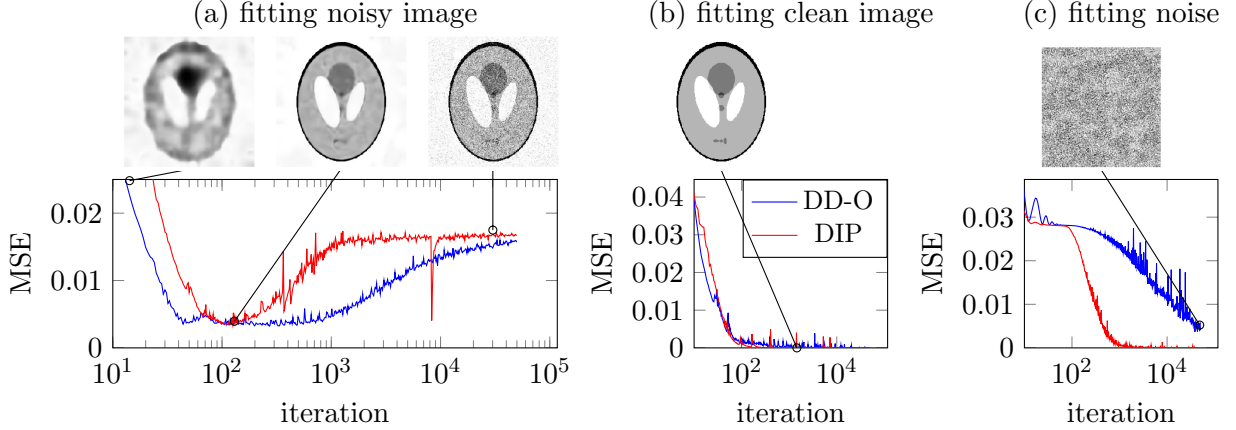 (a) fitting noisy image
(b) fitting clean image
(c) fitting noise
MSE
0.02
0.01
0
10^1
10^2
10^3
10^4
10^5
iteration
MSE
0.04
0.03
0.02
0.01
0
10^2
10^4
iteration
DD-O
DIP
MSE
0.03
0.02
0.01
0
10^2
10^4
iteration